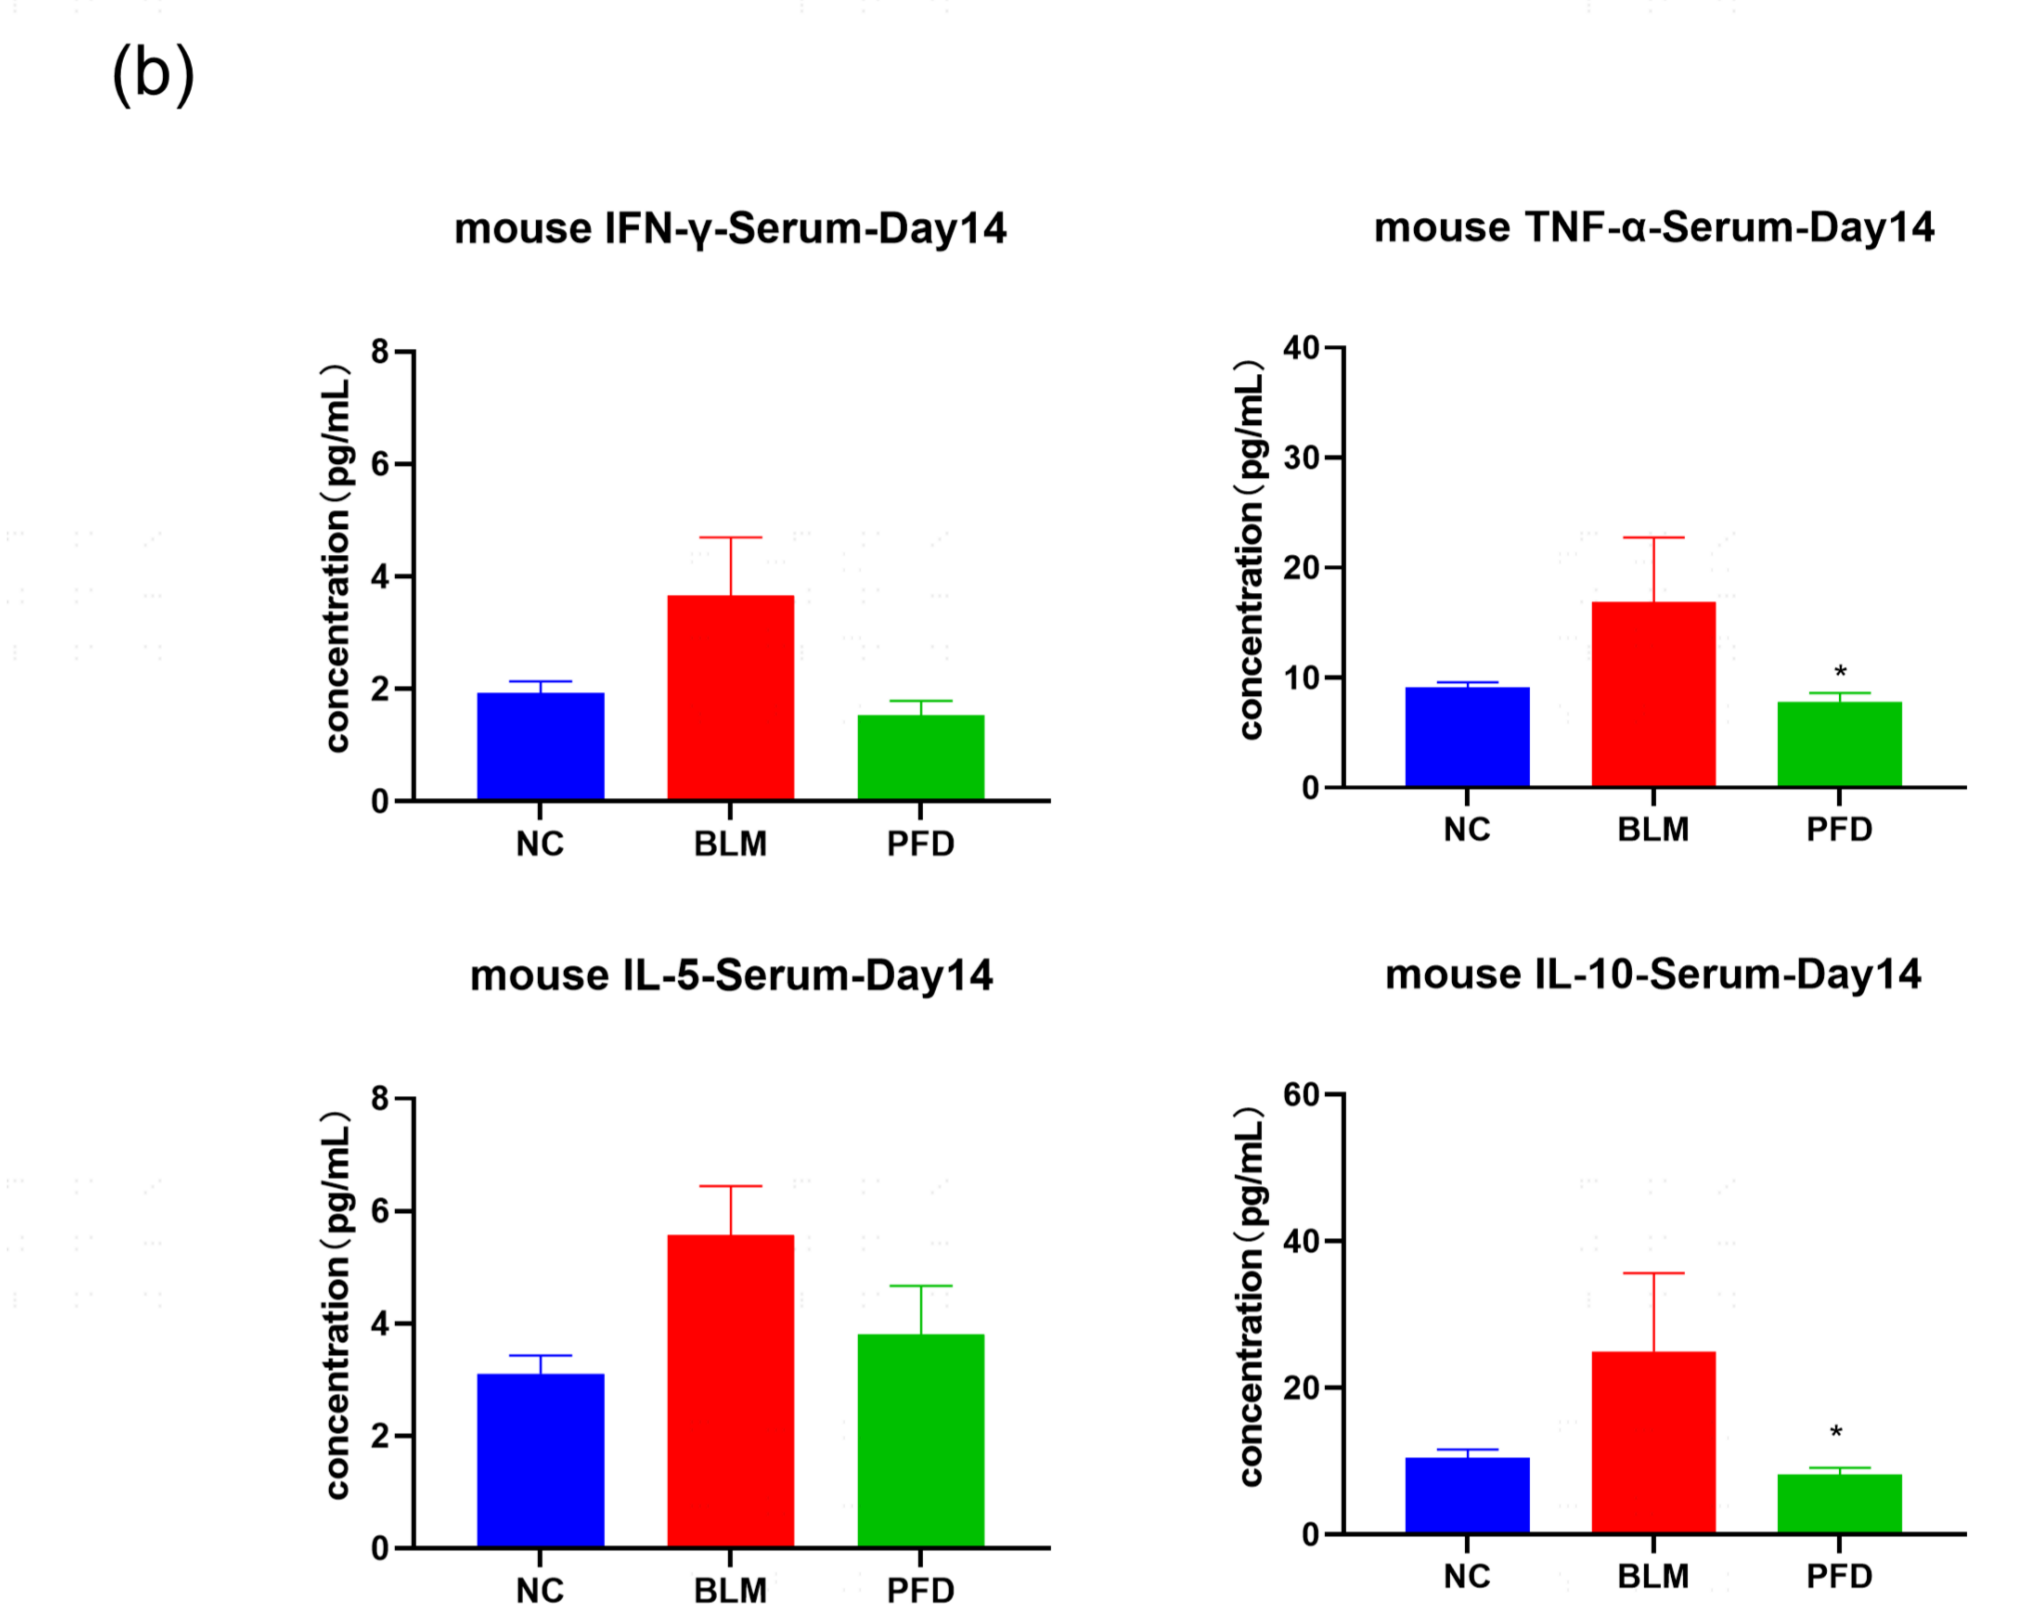 (b)
mouse IFN-γ-Serum-Day14
concentration（pg/mL）
8
6
4
2
0
NC BLM PFD
mouse TNF-α-Serum-Day14
concentration（pg/mL）
40
30
20
10
0
*
NC BLM PFD
mouse IL-5-Serum-Day14
concentration（pg/mL）
8
6
4
2
0
NC BLM PFD
mouse IL-10-Serum-Day14
concentration（pg/mL）
60
40
20
0
*
NC BLM PFD